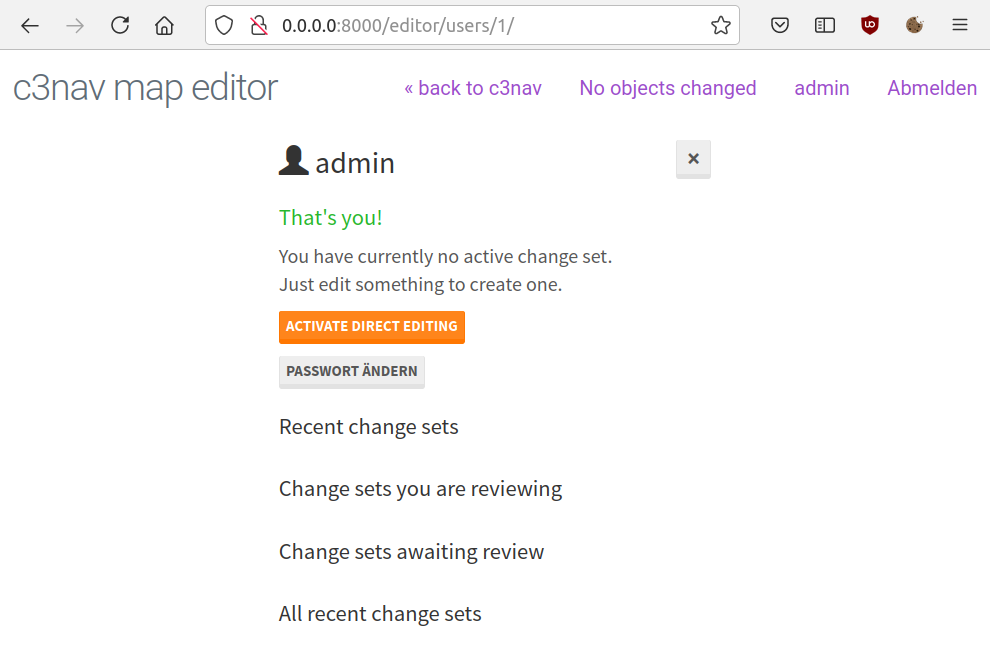 0.0.0.0:8000/editor/users/1/
c3nav map editor
« back to c3nav
No objects changed
admin
Abmelden
admin
×
That's you!
You have currently no active change set.
Just edit something to create one.
ACTIVATE DIRECT EDITING
PASSWORT ÄNDERN
Recent change sets
Change sets you are reviewing
Change sets awaiting review
All recent change sets